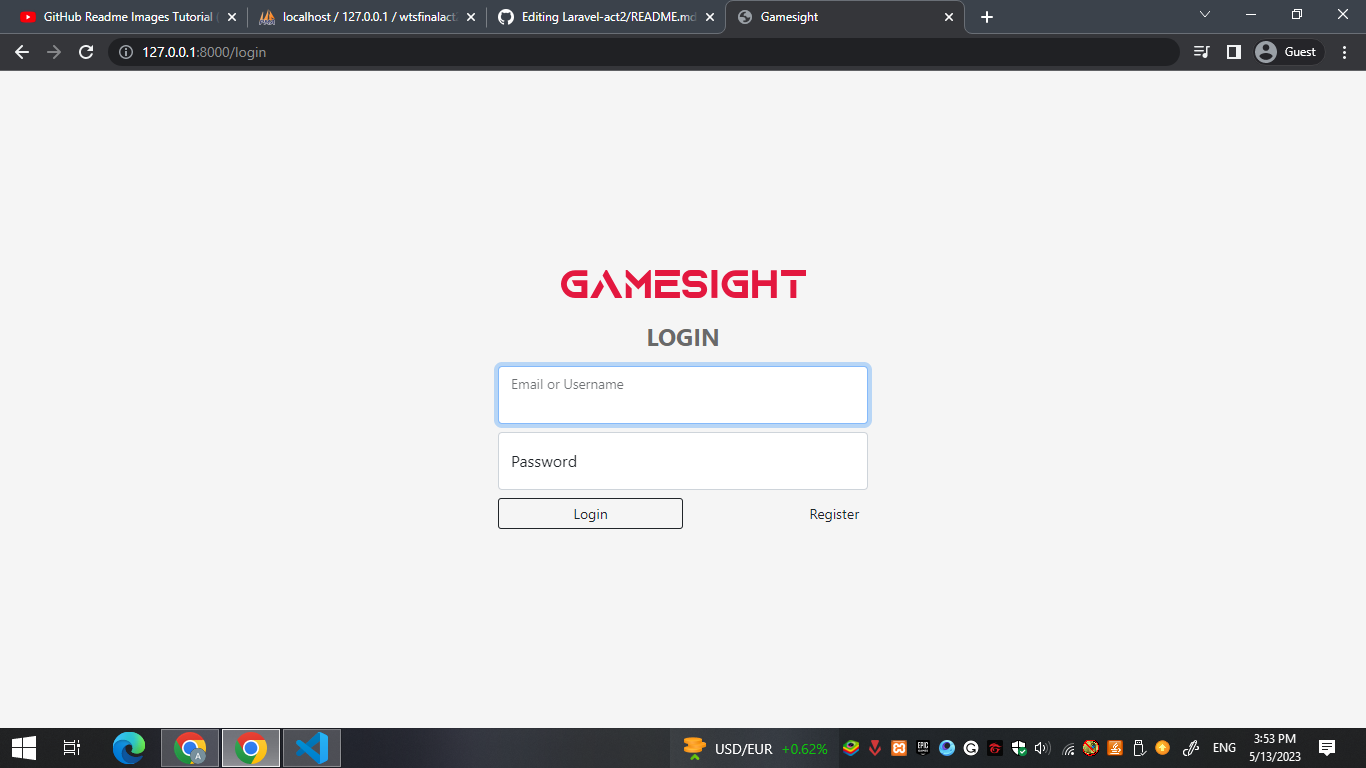 GitHub Readme Images Tutorial
localhost / 127.0.0.1 / wtsfinalact
Editing Laravel-act2/README.md
Gamesight
127.0.0.1:8000/login
Guest
GAMESIGHT
LOGIN
Email or Username
Password
Login
Register
USD/EUR +0.62%
ENG
3:53 PM
5/13/2023